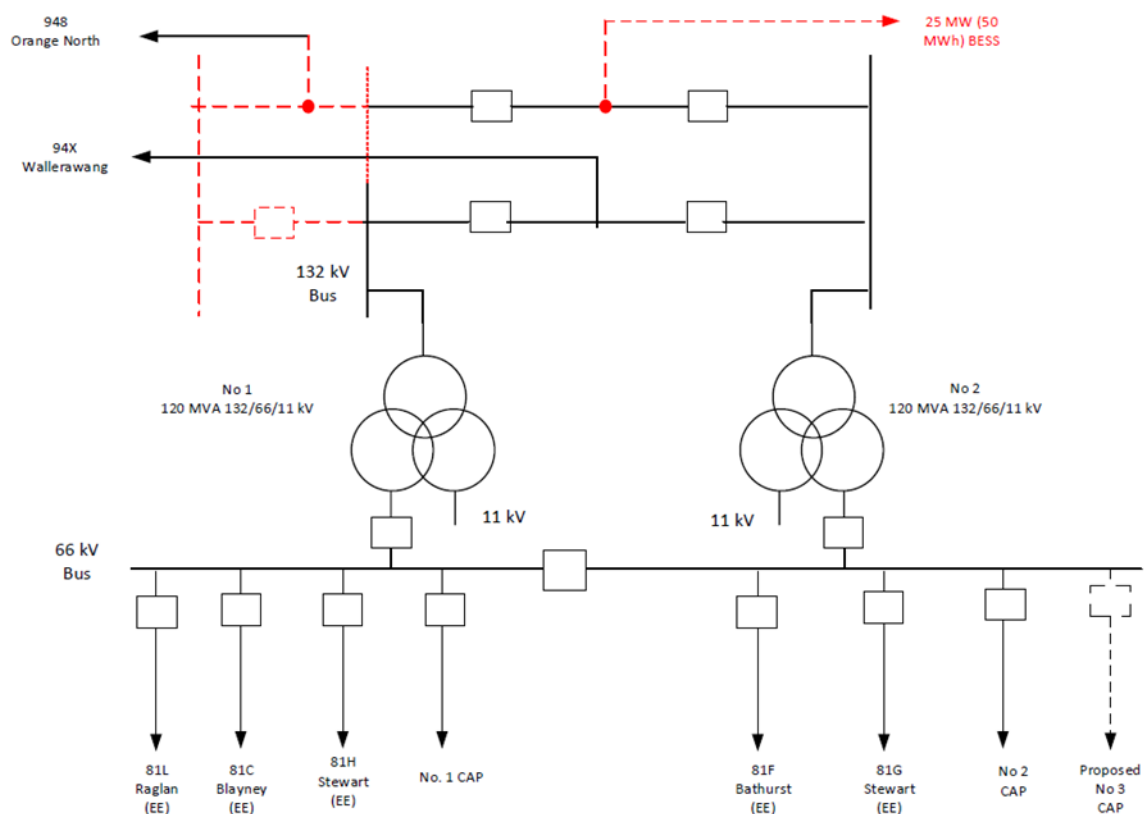 948
Orange North
25 MW (50
MWh) BESS
94X
Wallerawang
132 kV
Bus
No 1
120 MVA 132/66/11 kV
No 2
120 MVA 132/66/11 kV
11 kV
11 kV
66 kV
Bus
81L
Raglan
(EE)
81C
Blayney
(EE)
81H
Stewart
(EE)
No. 1 CAP
81F
Bathurst
(EE)
81G
Stewart
(EE)
No 2
CAP
Proposed
No 3
CAP